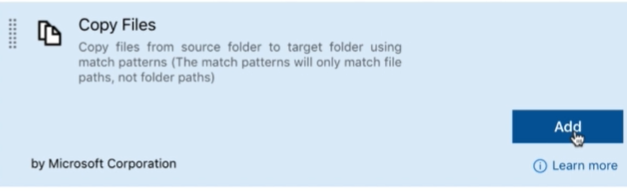 Copy Files
Copy files from source folder to target folder using
match patterns (The match patterns will only match file
paths, not folder paths)
Add
by Microsoft Corporation
Learn more